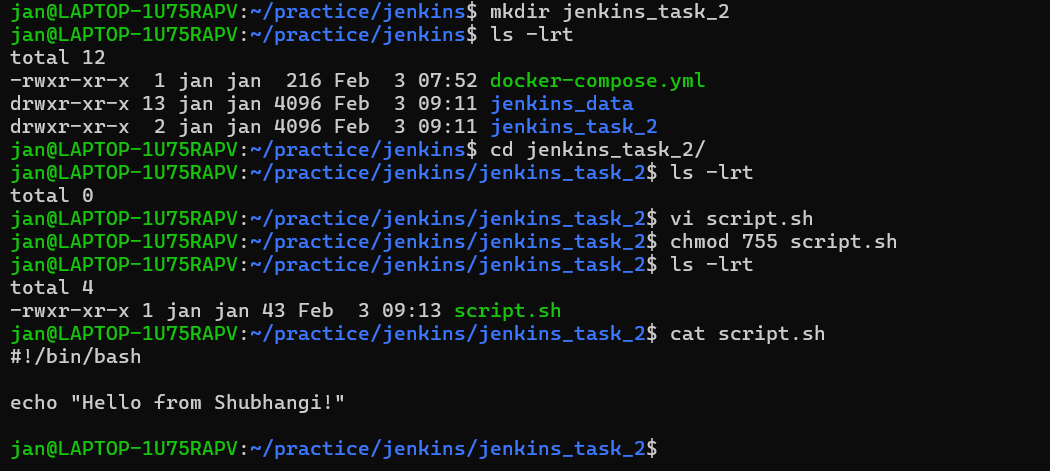 jan@LAPTOP-1U75RAPV:~/practice/jenkins$ mkdir jenkins_task_2
jan@LAPTOP-1U75RAPV:~/practice/jenkins$ ls -lrt
total 12
-rwxr-xr-x  1 jan jan  216 Feb  3 07:52 docker-compose.yml
drwxr-xr-x 13 jan jan 4096 Feb  3 09:11 jenkins_data
drwxr-xr-x  2 jan jan 4096 Feb  3 09:11 jenkins_task_2
jan@LAPTOP-1U75RAPV:~/practice/jenkins$ cd jenkins_task_2/
jan@LAPTOP-1U75RAPV:~/practice/jenkins/jenkins_task_2$ ls -lrt
total 0
jan@LAPTOP-1U75RAPV:~/practice/jenkins/jenkins_task_2$ vi script.sh
jan@LAPTOP-1U75RAPV:~/practice/jenkins/jenkins_task_2$ chmod 755 script.sh
jan@LAPTOP-1U75RAPV:~/practice/jenkins/jenkins_task_2$ ls -lrt
total 4
-rwxr-xr-x 1 jan jan 43 Feb  3 09:13 script.sh
jan@LAPTOP-1U75RAPV:~/practice/jenkins/jenkins_task_2$ cat script.sh
#!/bin/bash

echo "Hello from Shubhangi!"

jan@LAPTOP-1U75RAPV:~/practice/jenkins/jenkins_task_2$